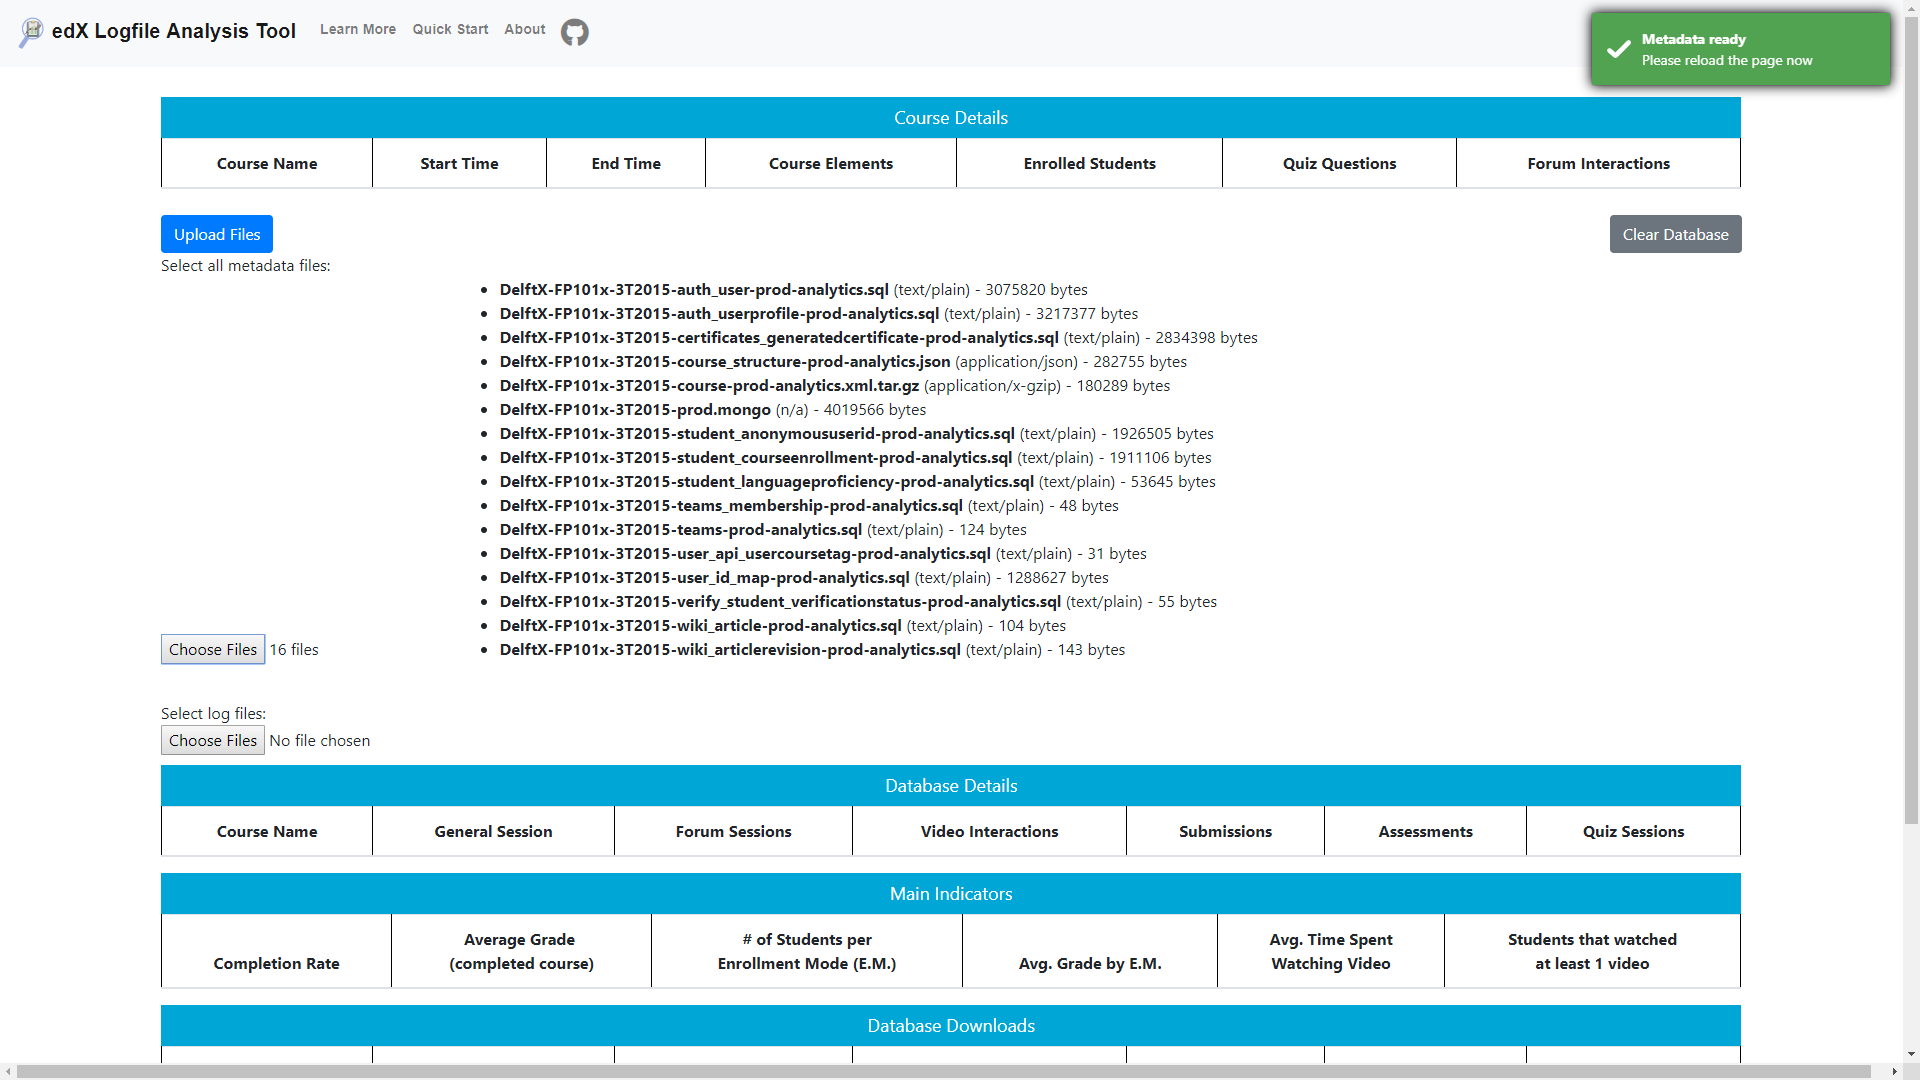 edX Logfile Analysis Tool Learn More Quick Start About
Metadata ready
Please reload the page now
Course Details
Course Name Start Time End Time Course Elements Enrolled Students Quiz Questions Forum Interactions
Upload Files Clear Database
Select all metadata files:
DelftX-FP101x-3T2015-auth_user-prod-analytics.sql (text/plain) - 3075820 bytes
DelftX-FP101x-3T2015-auth_userprofile-prod-analytics.sql (text/plain) - 3217377 bytes
DelftX-FP101x-3T2015-certificates_generatedcertificate-prod-analytics.sql (text/plain) - 2834398 bytes
DelftX-FP101x-3T2015-course_structure-prod-analytics.json (application/json) - 282755 bytes
DelftX-FP101x-3T2015-course-prod-analytics.xml.tar.gz (application/x-gzip) - 180289 bytes
DelftX-FP101x-3T2015-prod.mongo (n/a) - 4019566 bytes
DelftX-FP101x-3T2015-student_anonymoususerid-prod-analytics.sql (text/plain) - 1926505 bytes
DelftX-FP101x-3T2015-student_courseenrollment-prod-analytics.sql (text/plain) - 1911106 bytes
DelftX-FP101x-3T2015-student_languageproficiency-prod-analytics.sql (text/plain) - 53645 bytes
DelftX-FP101x-3T2015-teams_membership-prod-analytics.sql (text/plain) - 48 bytes
DelftX-FP101x-3T2015-teams-prod-analytics.sql (text/plain) - 124 bytes
DelftX-FP101x-3T2015-user_api_usercoursetag-prod-analytics.sql (text/plain) - 31 bytes
DelftX-FP101x-3T2015-user_id_map-prod-analytics.sql (text/plain) - 1288627 bytes
DelftX-FP101x-3T2015-verify_student_verificationstatus-prod-analytics.sql (text/plain) - 55 bytes
DelftX-FP101x-3T2015-wiki_article-prod-analytics.sql (text/plain) - 104 bytes
Choose Files 16 files DelftX-FP101x-3T2015-wiki_articlerevision-prod-analytics.sql (text/plain) - 143 bytes
Select log files:
Choose Files No file chosen
Database Details
Course Name General Session Forum Sessions Video Interactions Submissions Assessments Quiz Sessions
Main Indicators
Average Grade # of Students per Avg. Time Spent Students that watched
Completion Rate (completed course) Enrollment Mode (E.M.) Avg. Grade by E.M. Watching Video at least 1 video
Database Downloads